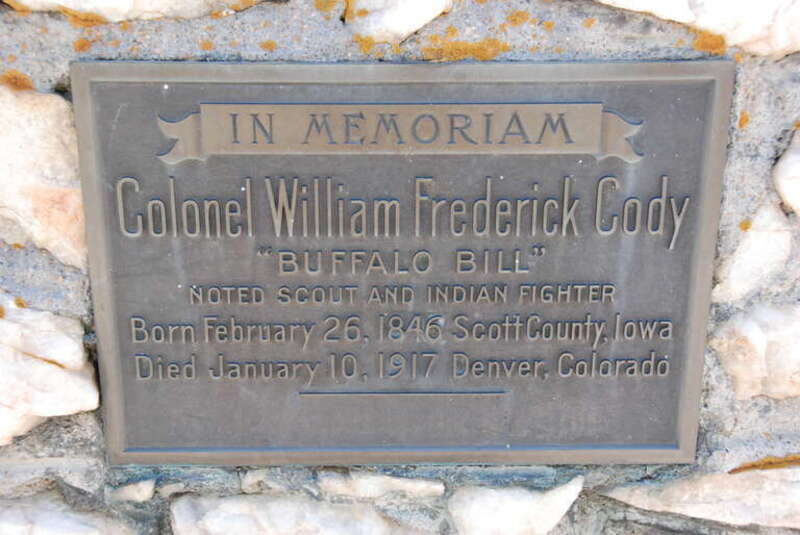 IN MEMORIAM
Colonel William Frederick Cody
"BUFFALO BILL"
NOTED SCOUT AND INDIAN FIGHTER
Born February 26, 1846 Scott County, Iowa
Died January 10, 1917 Denver, Colorado